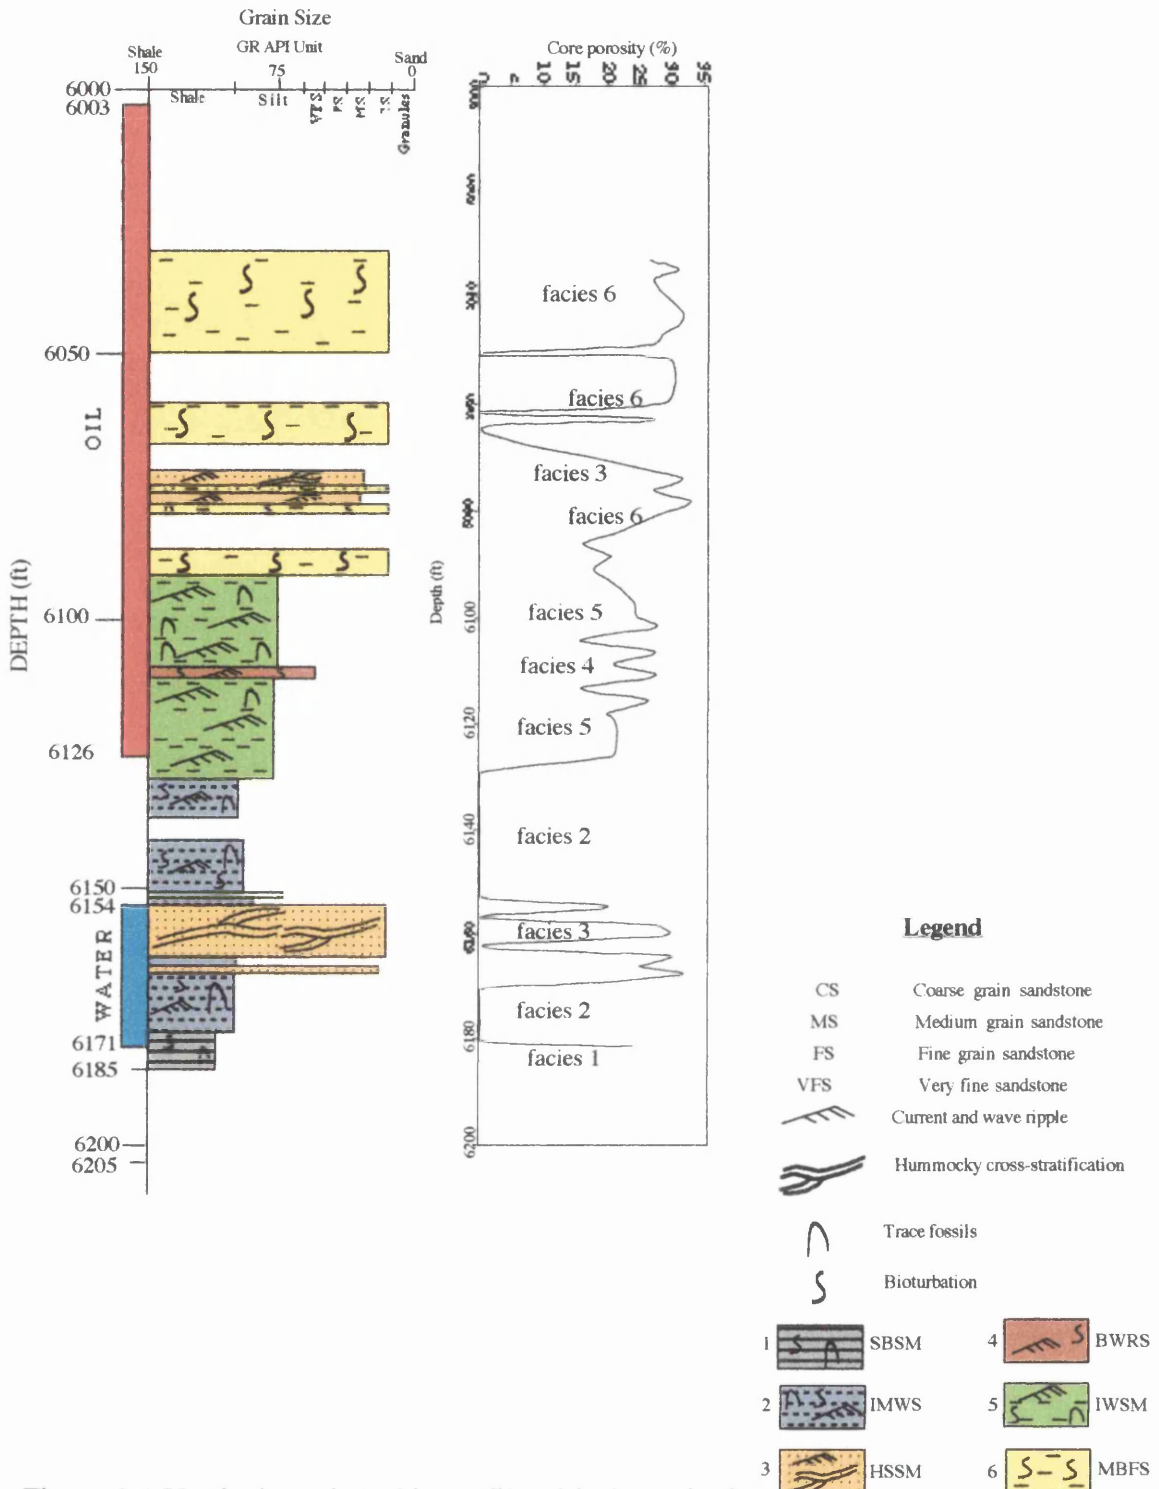 Grain Size
GR API Unit
Shale
150
75
Sand
0
6000
6003
Shale
Silt
VFS
FS
MS
Granules
6050
OIL
DEPTH (ft)
6100
6126
6150
6154
WATER
6171
6185
6200
6205
Core porosity (%)
0
10
15
20
25
30
35
facies 6
facies 6
facies 3
facies 6
facies 5
facies 4
facies 5
facies 2
facies 3
facies 2
facies 1
Depth (ft)
6100
6120
6140
6180
6200
Legend
CS Coarse grain sandstone
MS Medium grain sandstone
FS Fine grain sandstone
VFS Very fine sandstone
Current and wave ripple
Hummocky cross-stratification
Trace fossils
Bioturbation
1 SBSM
4 BWRS
2 IMWS
5 IWSM
3 HSSM
6 MBFS